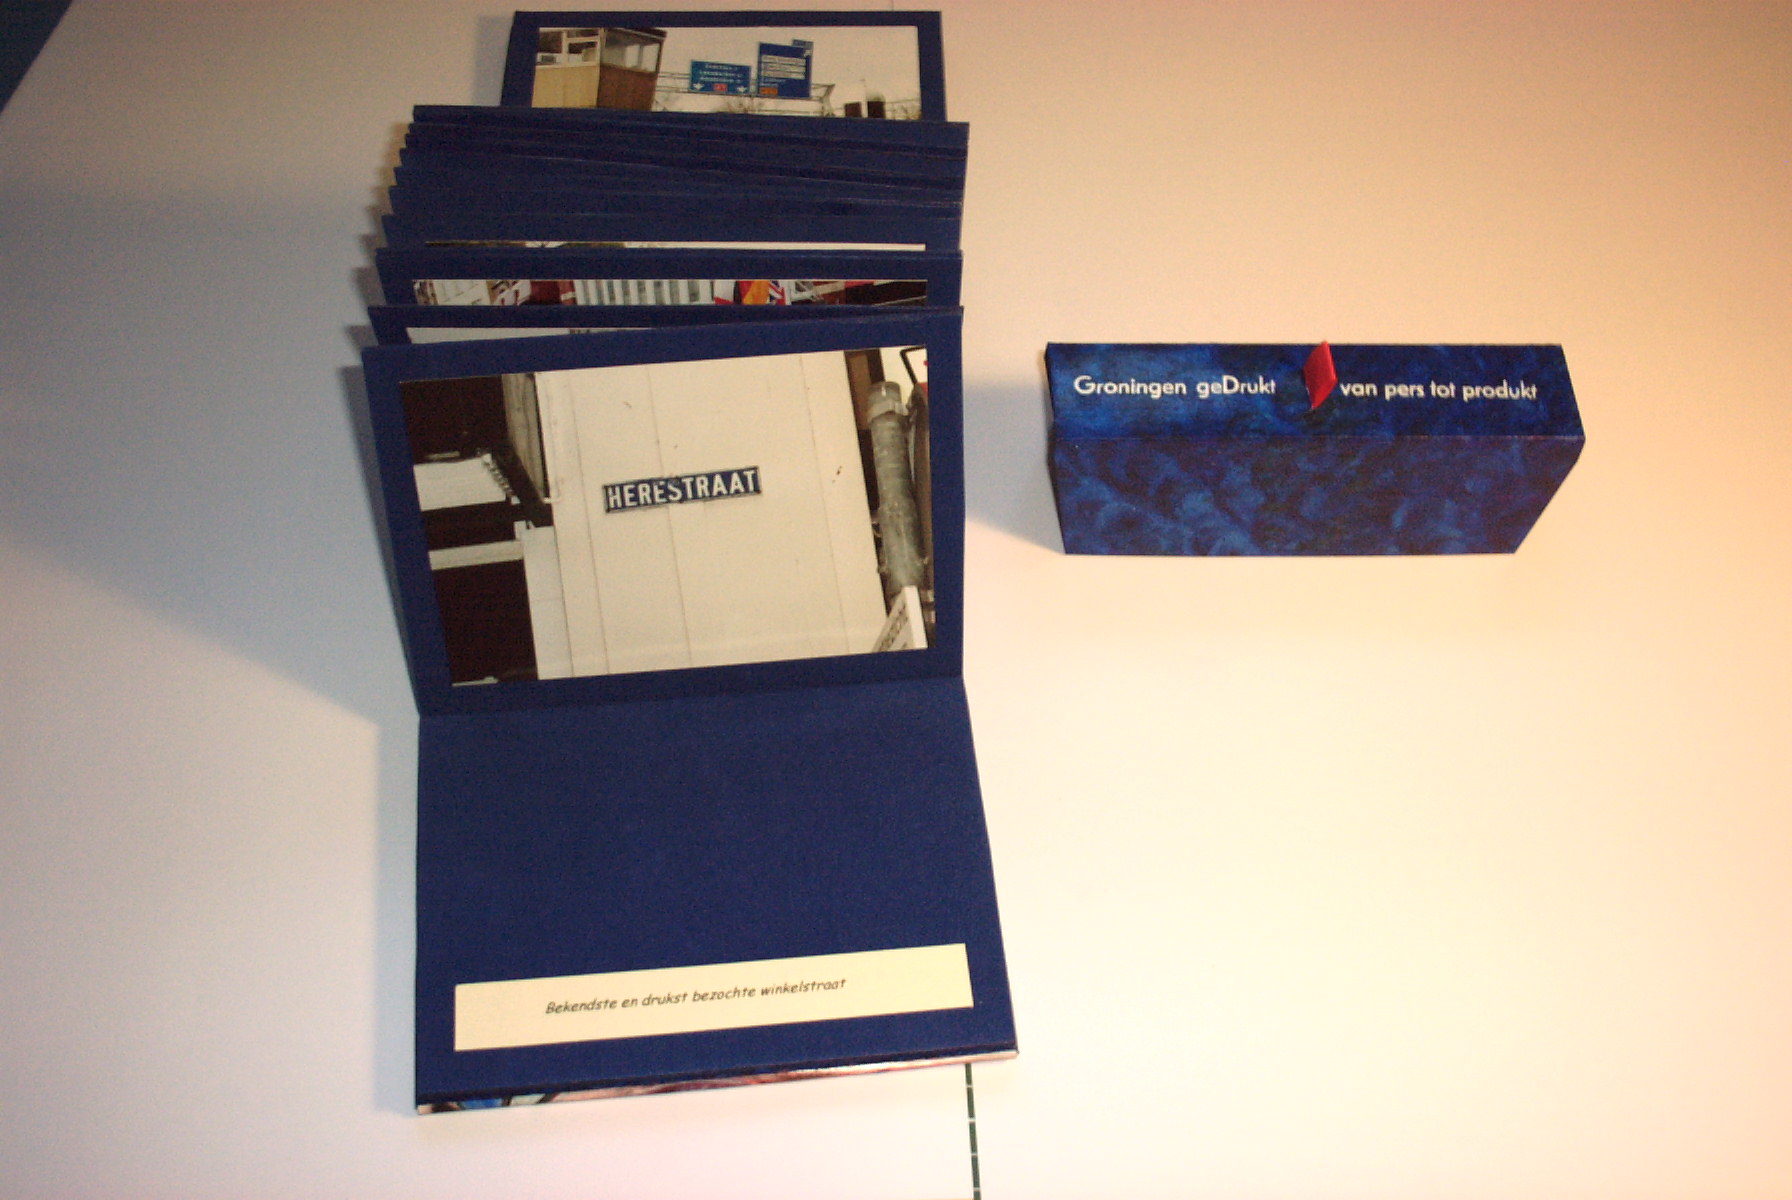 HERESTRAAT
Bekendste en drukst bezochte winkelstraat
Groningen geDrukt van pers tot produkt